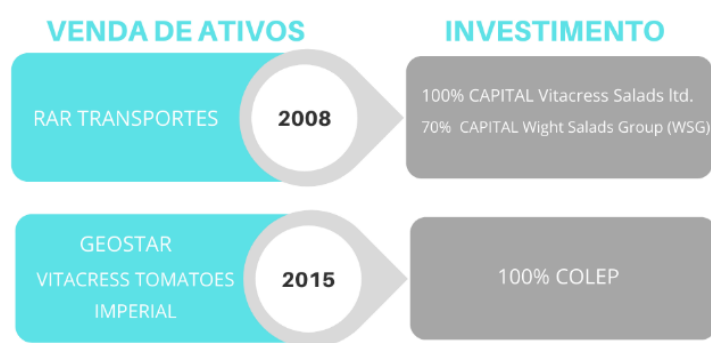 VENDA DE ATIVOS
INVESTIMENTO
RAR TRANSPORTES
2008
100% CAPITAL Vitacress Salads ltd.
70% CAPITAL Wight Salads Group (WSG)
GEOSTAR
VITACRESS TOMATOES
IMPERIAL
2015
100% COLEP